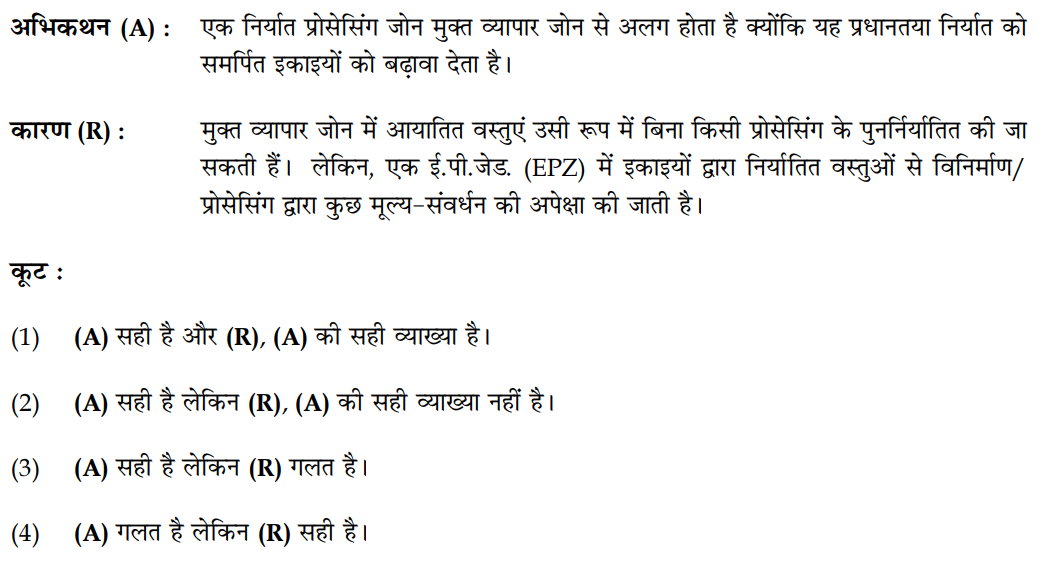 अभिकथन (A) : एक निर्यात प्रोसेसिंग जोन मुक्त व्यापार जोन से अलग होता है क्योंकि यह प्रधानतया निर्यात को
समर्पित इकाइयों को बढ़ावा देता है।
कारण (R) : मुक्त व्यापार जोन में आयातित वस्तुएं उसी रूप में बिना किसी प्रोसेसिंग के पुनर्निर्यातित की जा
सकती हैं। लेकिन, एक ई.पी.जेड. (EPZ) में इकाइयों द्वारा निर्यातित वस्तुओं से विनिर्माण/
प्रोसेसिंग द्वारा कुछ मूल्य-संवर्धन की अपेक्षा की जाती है।
कूट :
(1) (A) सही है और (R), (A) की सही व्याख्या है।
(2) (A) सही है लेकिन (R), (A) की सही व्याख्या नहीं है।
(3) (A) सही है लेकिन (R) गलत है।
(4) (A) गलत है लेकिन (R) सही है।